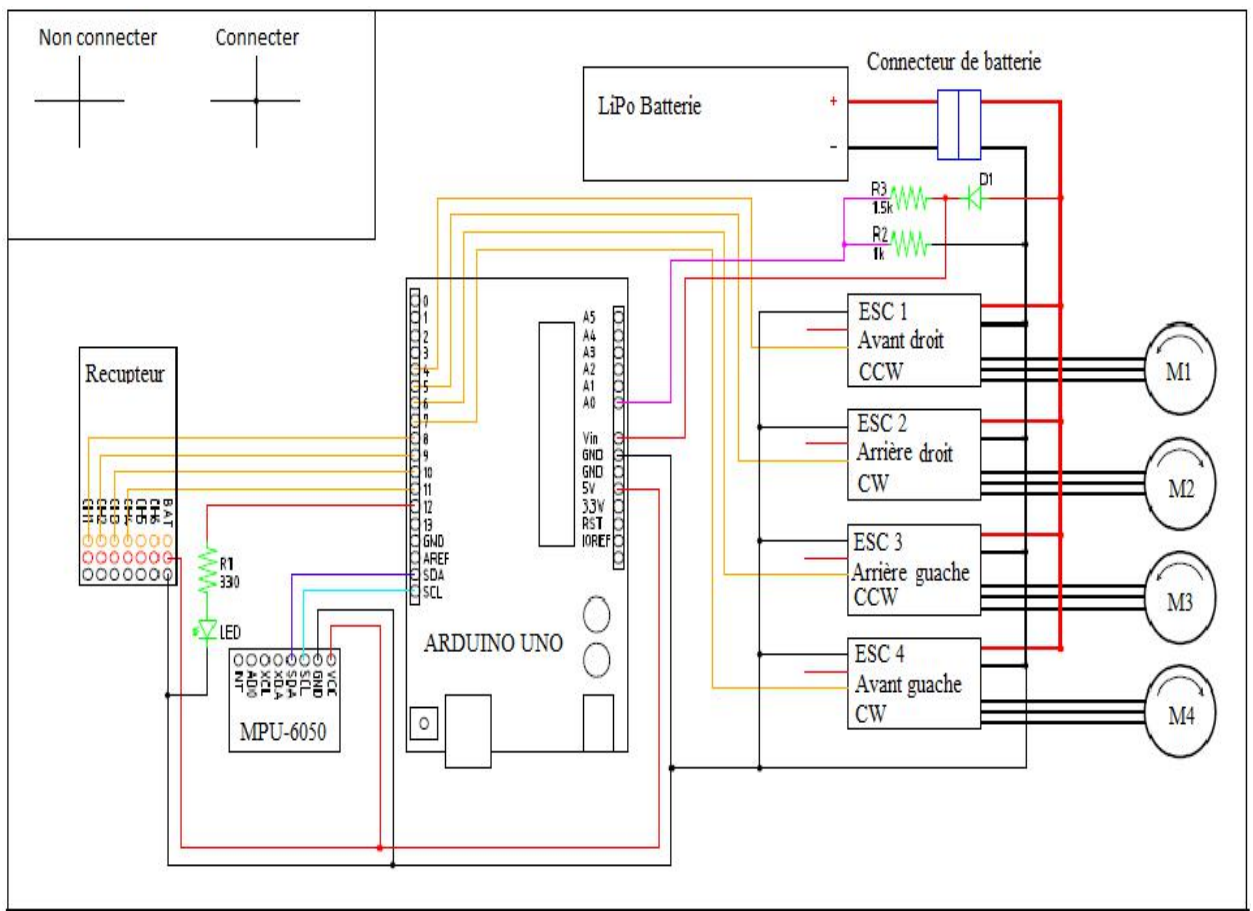 Non connecter
Connecter
Connecteur de batterie
LiPo Batterie
+
-
R3
1.5k
D1
R2
1k
ESC 1
Avant droit
CCW
M1
ESC 2
Arrière droit
CW
M2
ESC 3
Arrière guache
CCW
M3
ESC 4
Avant guache
CW
M4
Recupteur
CH1
CH2
CH3
CH4
CH5
CH6
BAT
R1
330
LED
0
1
2
3
4
5
6
7
8
9
10
11
12
13
GND
AREF
SDA
SCL
A5
A4
A3
A2
A1
A0
Vin
GND
GND
5V
3.3V
RST
IOREF
ARDUINO UNO
INT
AD0
XCL
XDA
SDA
SCL
GND
VCC
MPU-6050